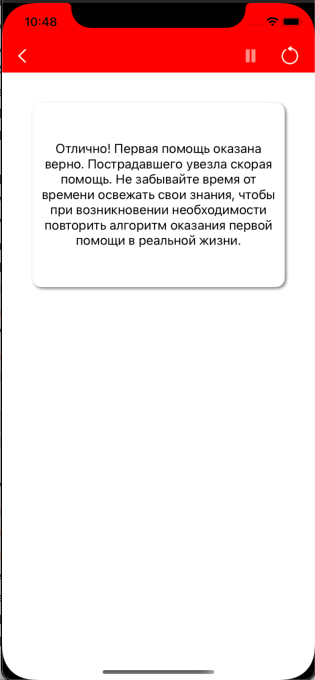 10:48
Отлично! Первая помощь оказана
верно. Пострадавшего увезла скорая
помощь. Не забывайте время от
времени освежать свои знания, чтобы
при возникновении необходимости
повторить алгоритм оказания первой
помощи в реальной жизни.